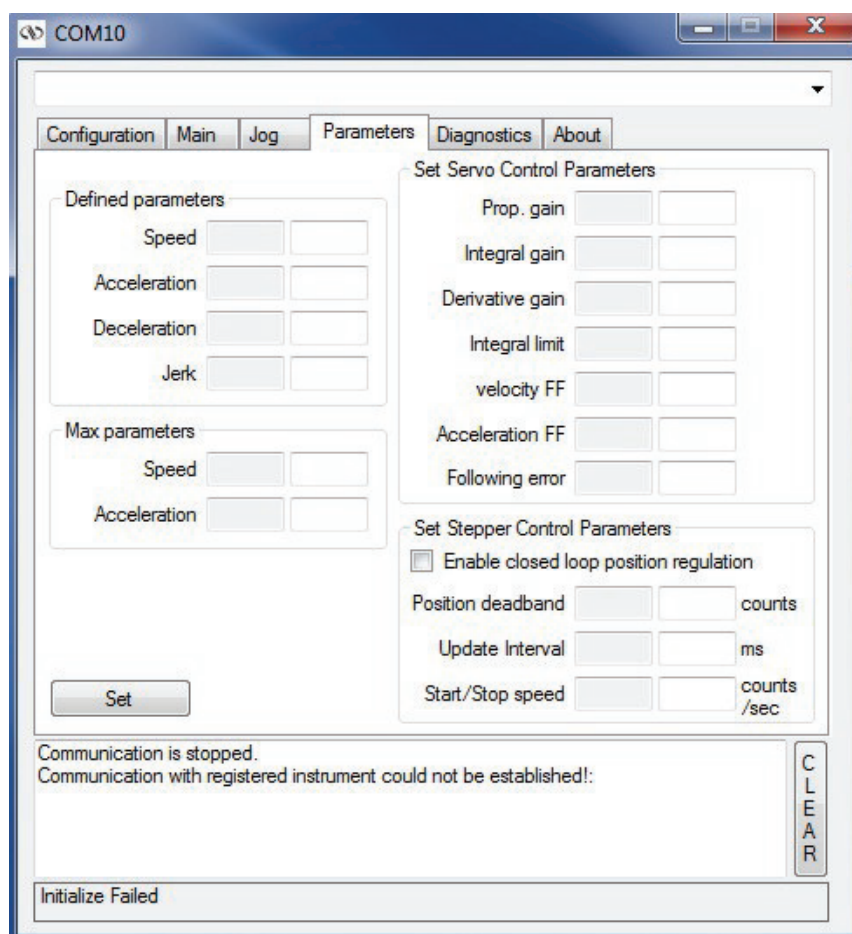 COM10
Configuration Main Jog Parameters Diagnostics About
Defined parameters
Speed
Acceleration
Deceleration
Jerk
Max parameters
Speed
Acceleration
Set
Set Servo Control Parameters
Prop. gain
Integral gain
Derivative gain
Integral limit
velocity FF
Acceleration FF
Following error
Set Stepper Control Parameters
Enable closed loop position regulation
Position deadband counts
Update Interval ms
Start/Stop speed counts
/sec
Communication is stopped.
Communication with registered instrument could not be established!:
CLEAR
Initialize Failed